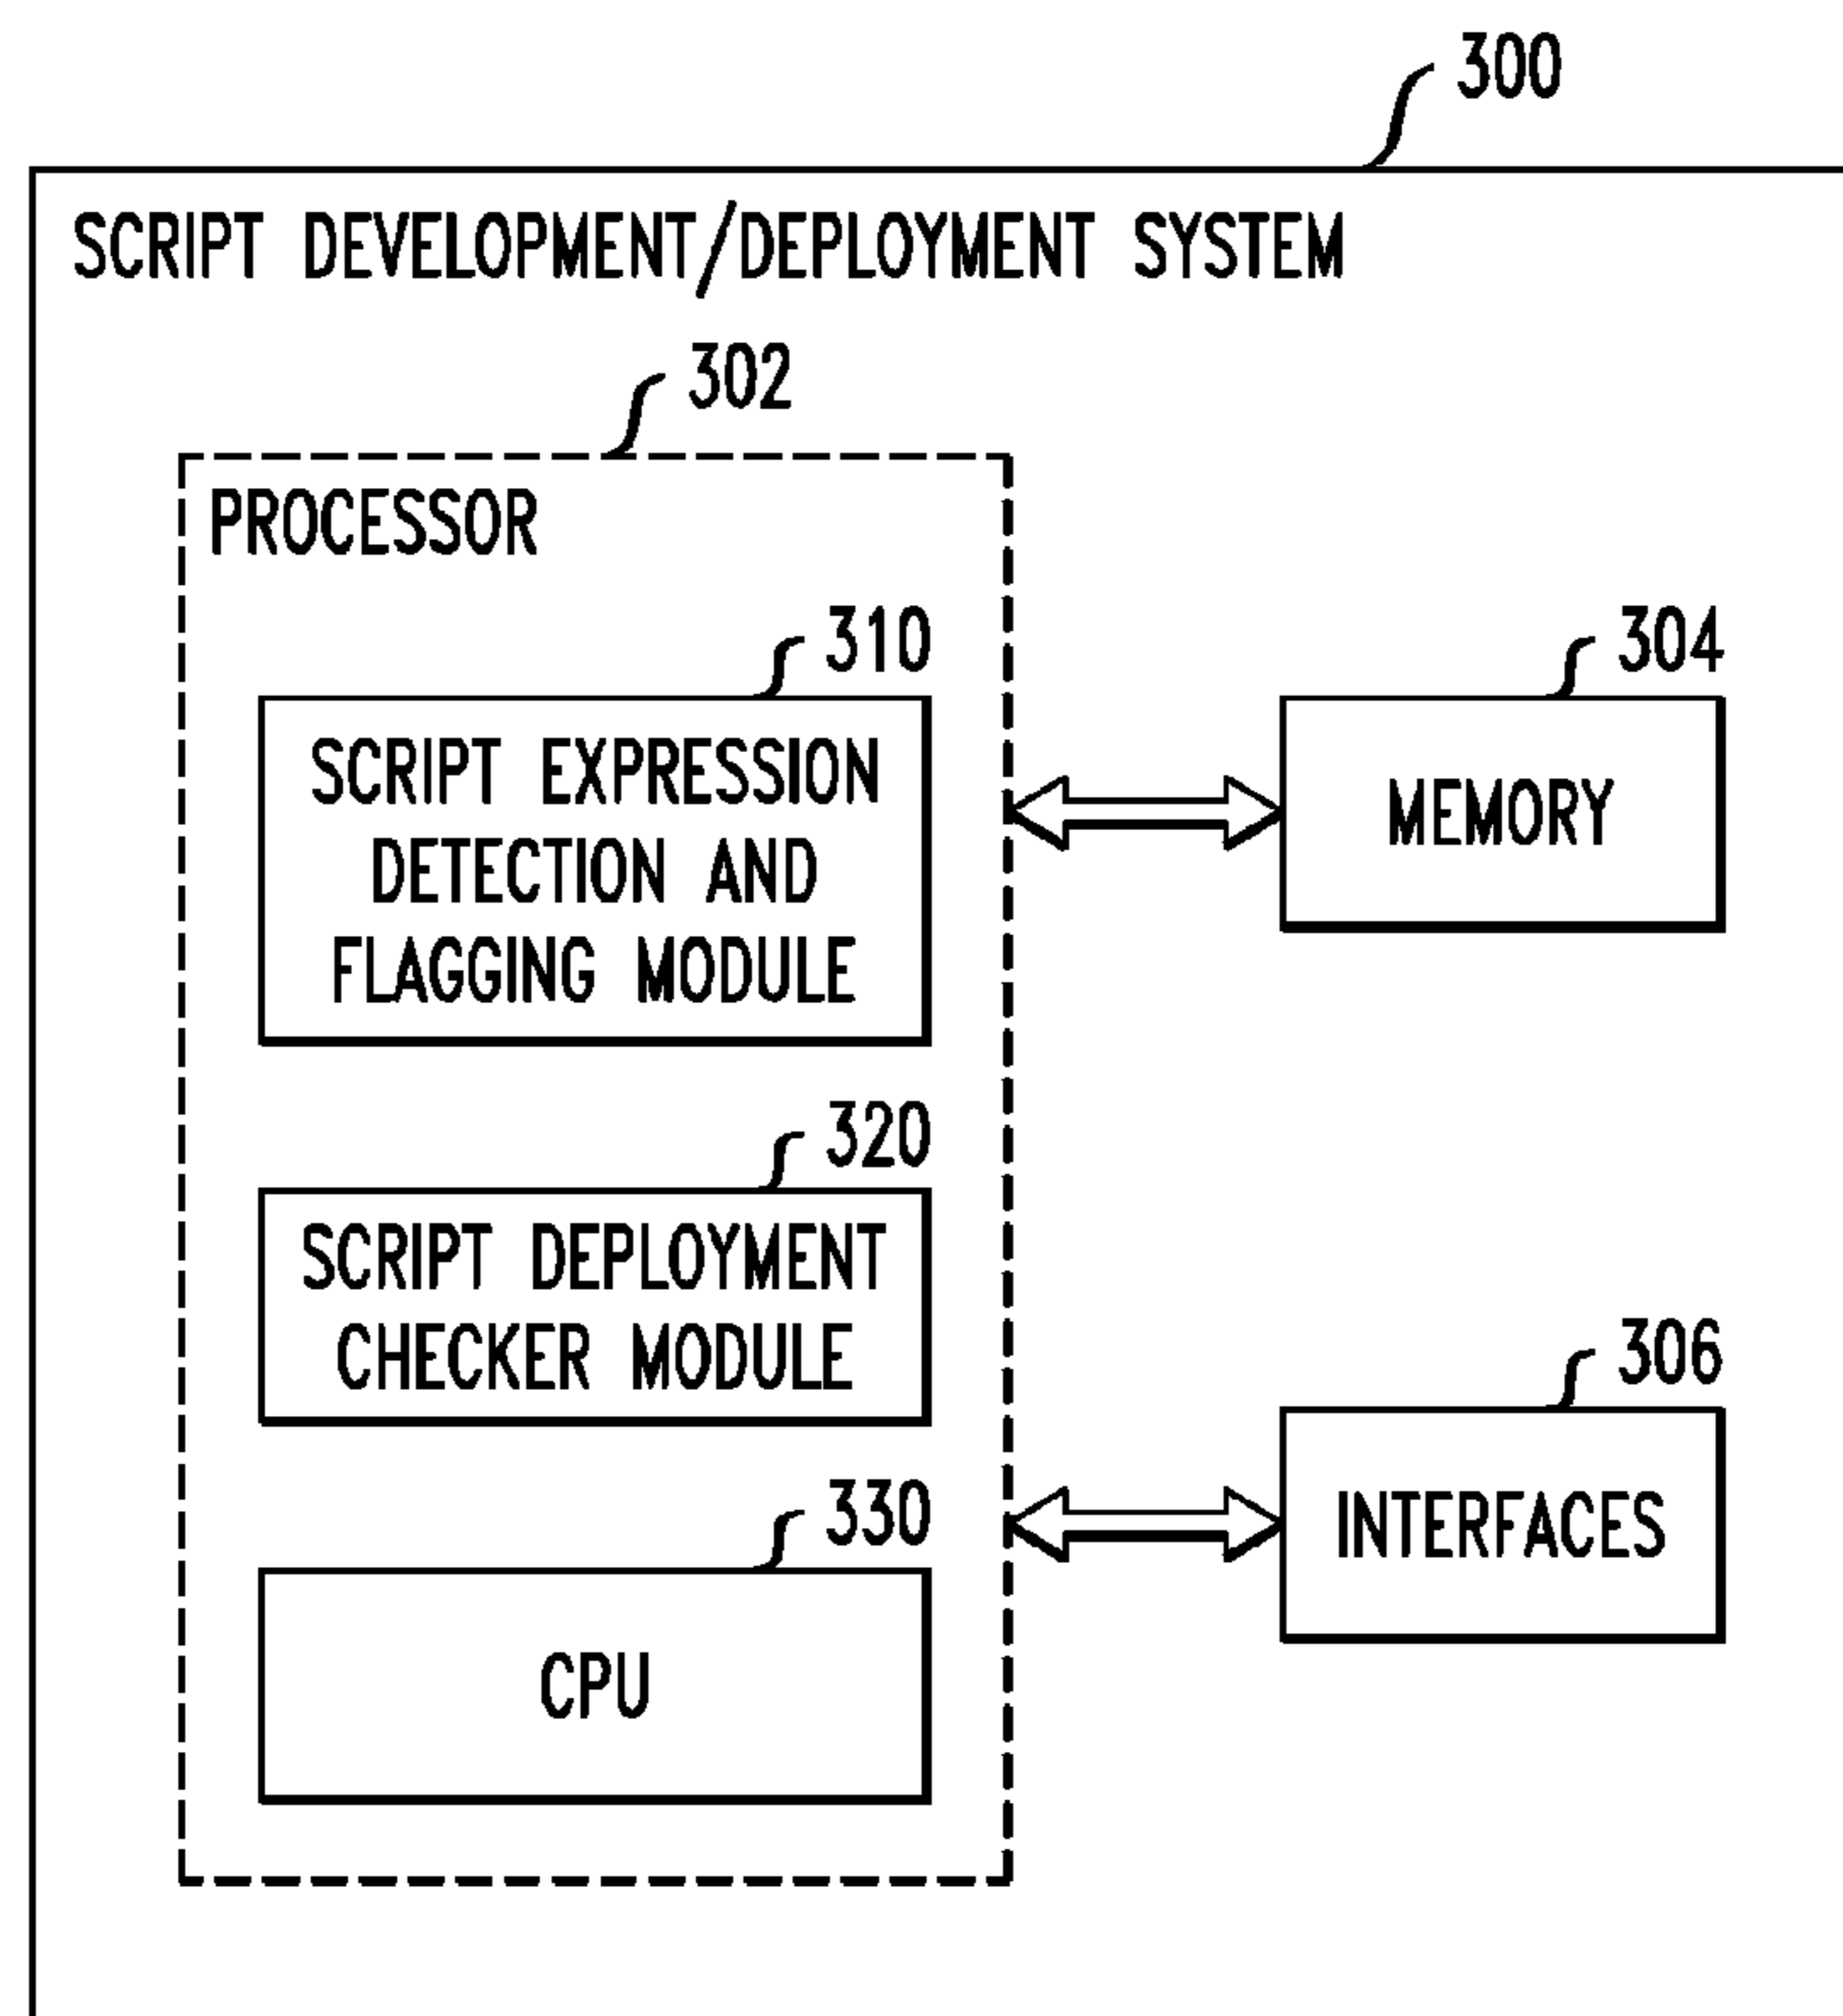 300
SCRIPT DEVELOPMENT/DEPLOYMENT SYSTEM
302
PROCESSOR
310
SCRIPT EXPRESSION
DETECTION AND
FLAGGING MODULE
304
MEMORY
320
SCRIPT DEPLOYMENT
CHECKER MODULE
306
INTERFACES
330
CPU